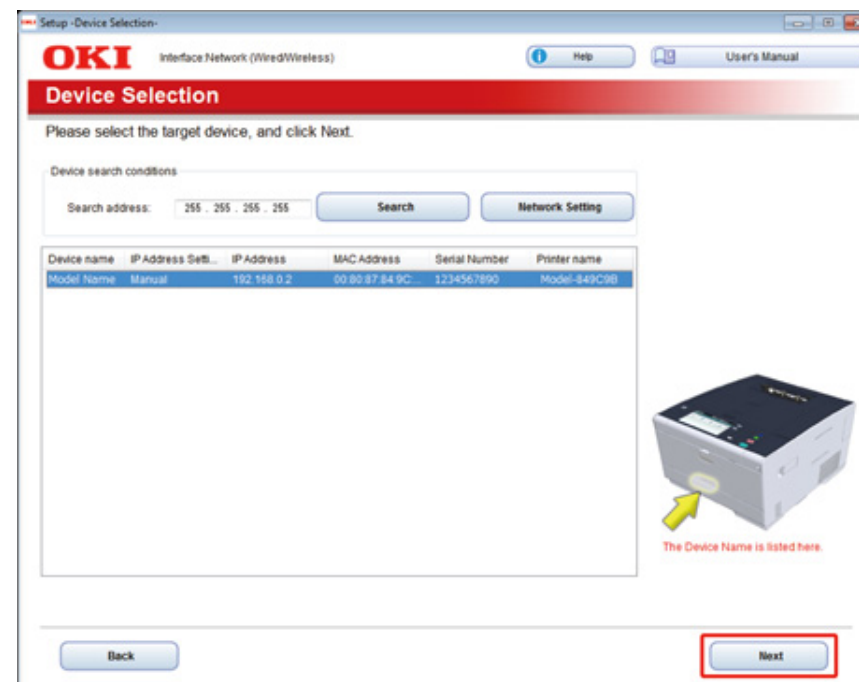 Setup -Device Selection-
OKI Interface:Network (Wired/Wireless) Help User's Manual
Device Selection
Please select the target device, and click Next.
Device search conditions
Search address: 255 . 255 . 255 . 255 Search Network Setting
Device name IP Address Setti... IP Address MAC Address Serial Number Printer name
Model Name Manual 192.168.0.2 00:80:87:84:9C... 1234567890 Model-849C9B
The Device Name is listed here.
Back Next